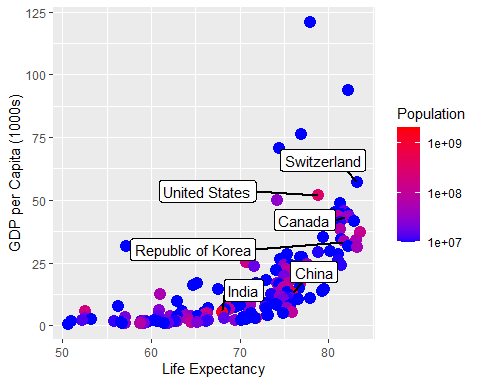 125
100
75
50
25
0
GDP per Capita (1000s)
Switzerland
United States
Canada
Republic of Korea
China
India
50
60
70
80
Life Expectancy
Population
1e+09
1e+08
1e+07